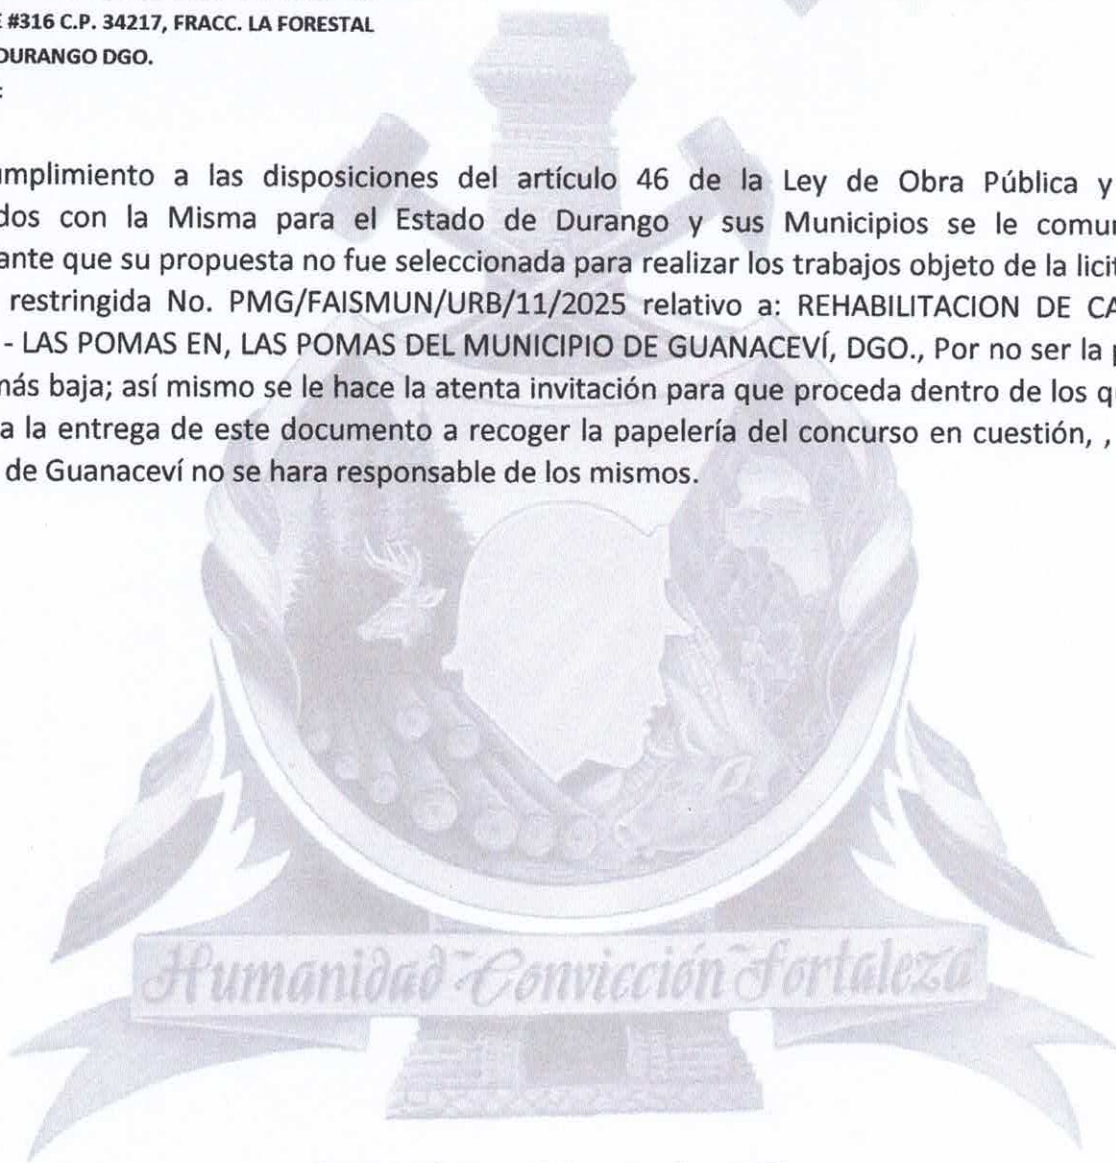 #316 C.P. 34217, FRACC. LA FORESTAL
DURANGO DGO.
:
mplimiento a las disposiciones del artículo 46 de la Ley de Obra Pública y
dos con la Misma para el Estado de Durango y sus Municipios se le comu
ante que su propuesta no fue seleccionada para realizar los trabajos objeto de la licit
restringida No. PMG/FAISMUN/URB/11/2025 relativo a: REHABILITACION DE CA
- LAS POMAS EN, LAS POMAS DEL MUNICIPIO DE GUANACEVÍ, DGO., Por no ser la
más baja; así mismo se le hace la atenta invitación para que proceda dentro de los q
a la entrega de este documento a recoger la papelería del concurso en cuestión, ,
de Guanaceví no se hara responsable de los mismos.
Humanidad - Convicción - Fortaleza